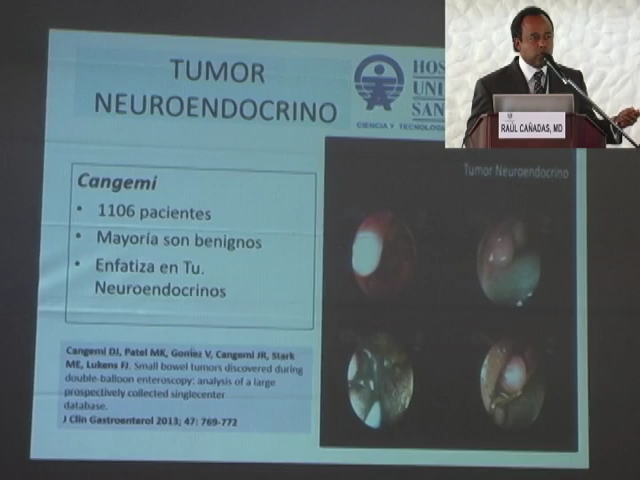 TUMOR
NEUROENDOCRINO
HOS
UNI
SAN
CIENCIA Y TECNOLOGIA
RAÚL CAÑADAS, MD
Tumor Neuroendocrino
Cangemi
• 1106 pacientes
• Mayoría son benignos
• Enfatiza en Tu.
Neuroendocrinos
Cangemi DJ, Patel MK, Gomez V, Cangemi JR, Stark
ME, Lukens FJ. Small bowel tumors discovered during
double-balloon enteroscopy: analysis of a large
prospectively collected singlecenter
database.
J Clin Gastroenterol 2013; 47: 769-772